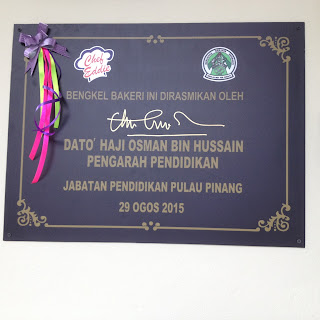 Chef Eddy
BENGKEL BAKERI INI DIRASMIKAN OLEH
DATO' HAJI OSMAN BIN HUSSAIN
PENGARAH PENDIDIKAN
JABATAN PENDIDIKAN PULAU PINANG
29 OGOS 2015